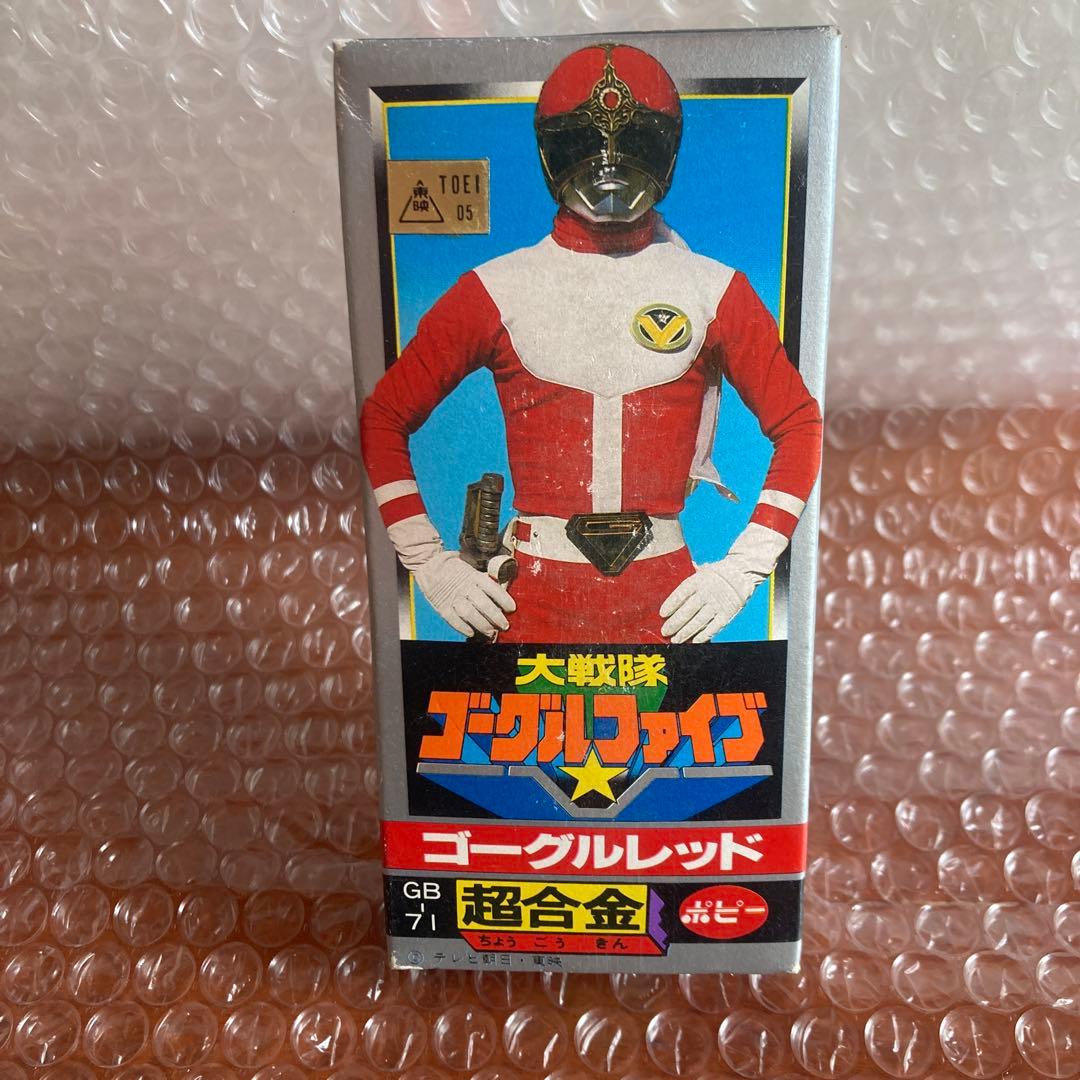 東映
TOEI
05
大戦隊
ゴーグルファイブ
ゴーグルレッド
GB-71
超合金
ちょうごうきん
ポピー
テレビ朝日・東映